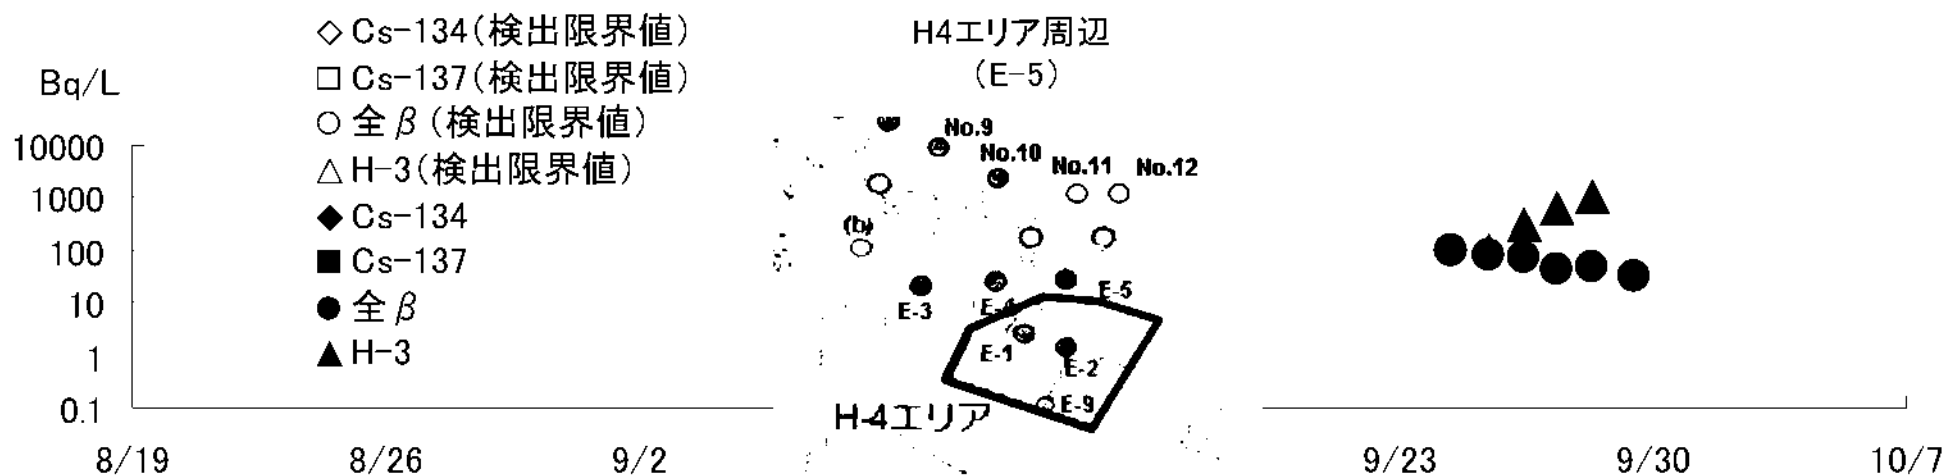 ◇Cs-134(検出限界値)
□Cs-137(検出限界値)
○全β(検出限界値)
△H-3(検出限界値)
◆Cs-134
■Cs-137
●全β
▲H-3
H4エリア周辺
(E-5)
Bq/L
10000
1000
100
10
1
0.1
No.9
No.10
No.11
No.12
(b)
E-3
E-4
E-5
E-1
E-2
E-9
H-4エリア
8/19
8/26
9/2
9/23
9/30
10/7